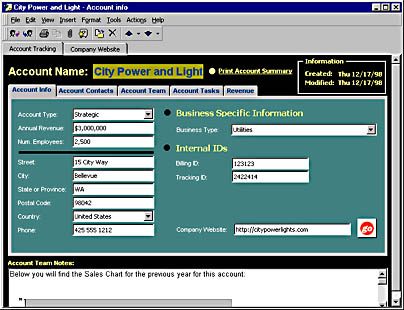 City Power and Light - Account info
File Edit View Insert Format Tools Actions Help
Account Tracking Company Website
Account Name: City Power and Light Print Account Summary
Information
Created: Thu 12/17/98
Modified: Thu 12/17/98
Account Info Account Contacts Account Team Account Tasks Revenue
Account Type: Strategic
Annual Revenue: $3,000,000
Num. Employees: 2,500
Business Specific Information
Business Type: Utilities
Internal IDs
Billing ID: 123123
Tracking ID: 2422414
Street: 15 City Way
City: Bellevue
State or Province: WA
Postal Code: 98042
Country: United States
Phone: 425 555 1212
Company Website: http://citypowerlights.com
go
Account Team Notes:
Below you will find the Sales Chart for the previous year for this account: